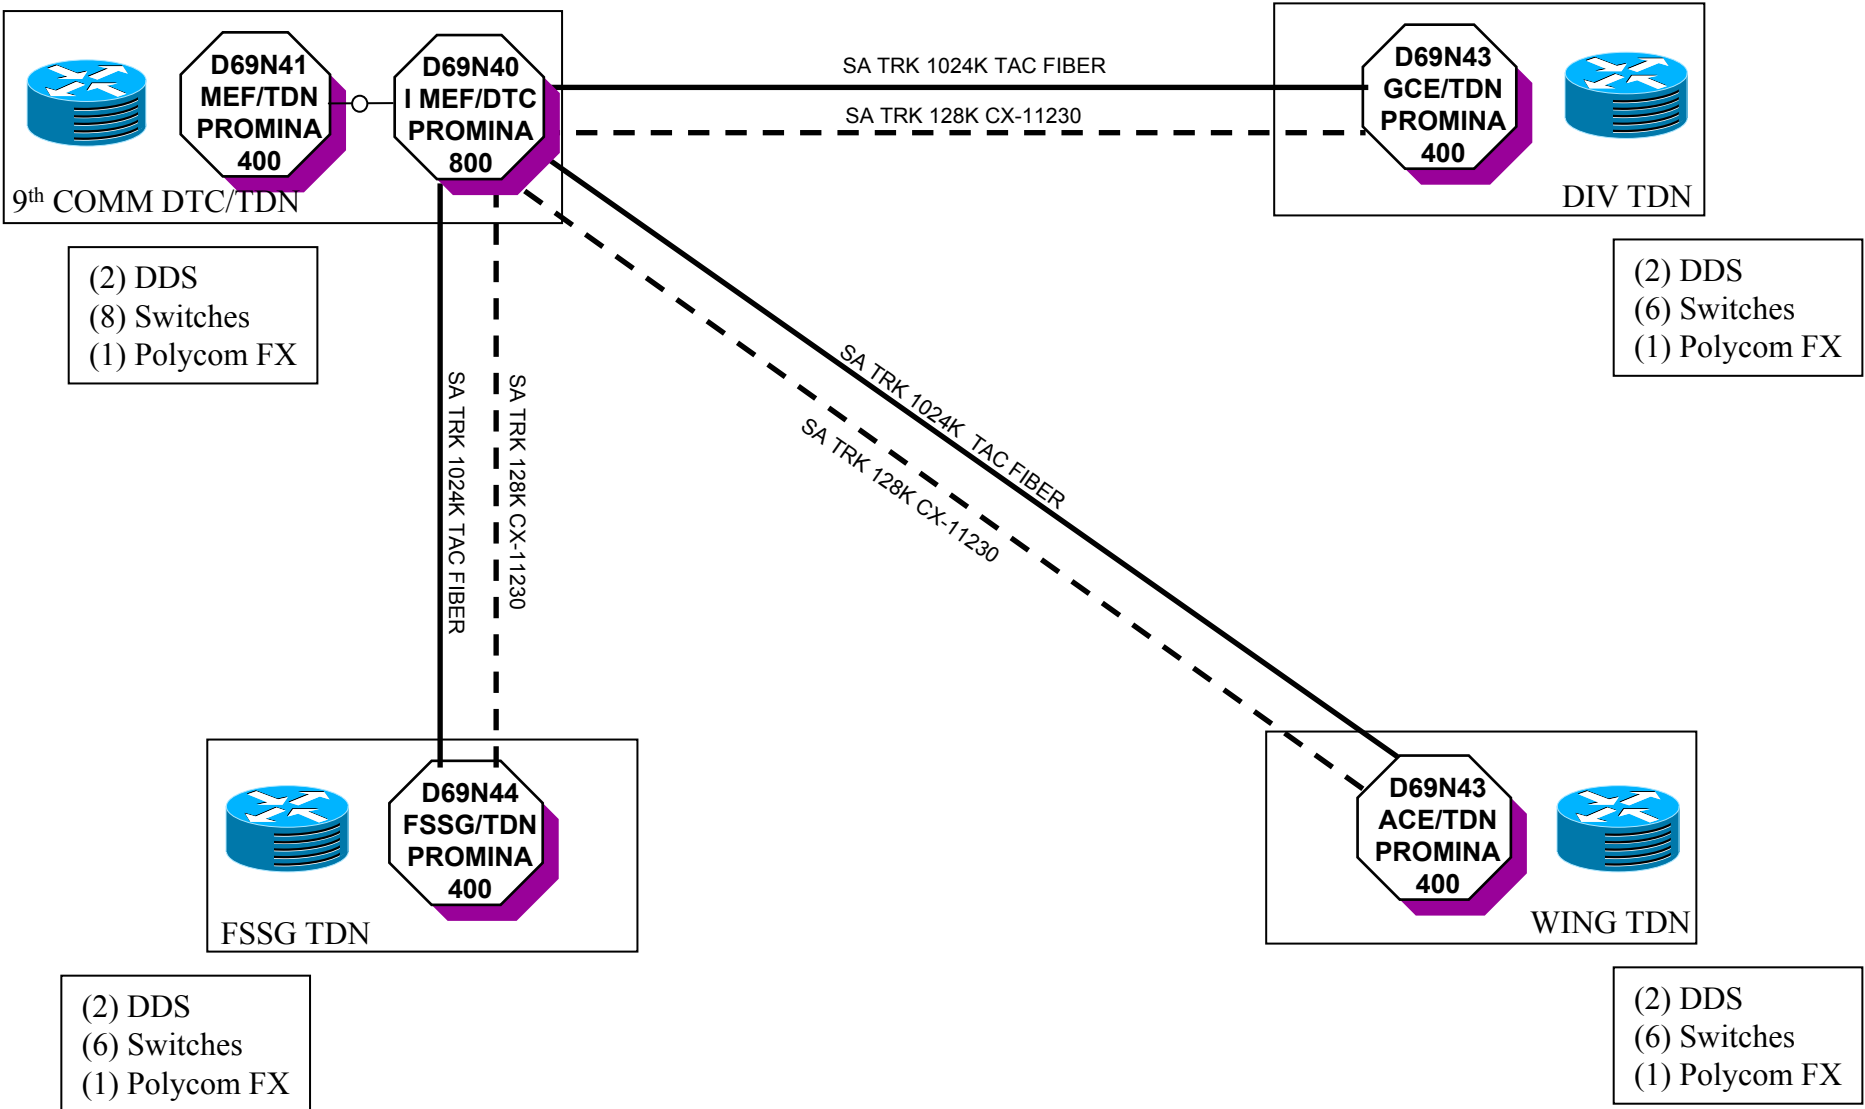 D69N41
MEF/TDN
PROMINA
400
D69N40
I MEF/DTC
PROMINA
800
9th COMM DTC/TDN
SA TRK 1024K TAC FIBER
SA TRK 128K CX-11230
D69N43
GCE/TDN
PROMINA
400
DIV TDN
(2) DDS
(8) Switches
(1) Polycom FX
(2) DDS
(6) Switches
(1) Polycom FX
SA TRK 1024K TAC FIBER
SA TRK 128K CX-11230
SA TRK 1024K TAC FIBER
SA TRK 128K CX-11230
D69N44
FSSG/TDN
PROMINA
400
FSSG TDN
D69N43
ACE/TDN
PROMINA
400
WING TDN
(2) DDS
(6) Switches
(1) Polycom FX
(2) DDS
(6) Switches
(1) Polycom FX